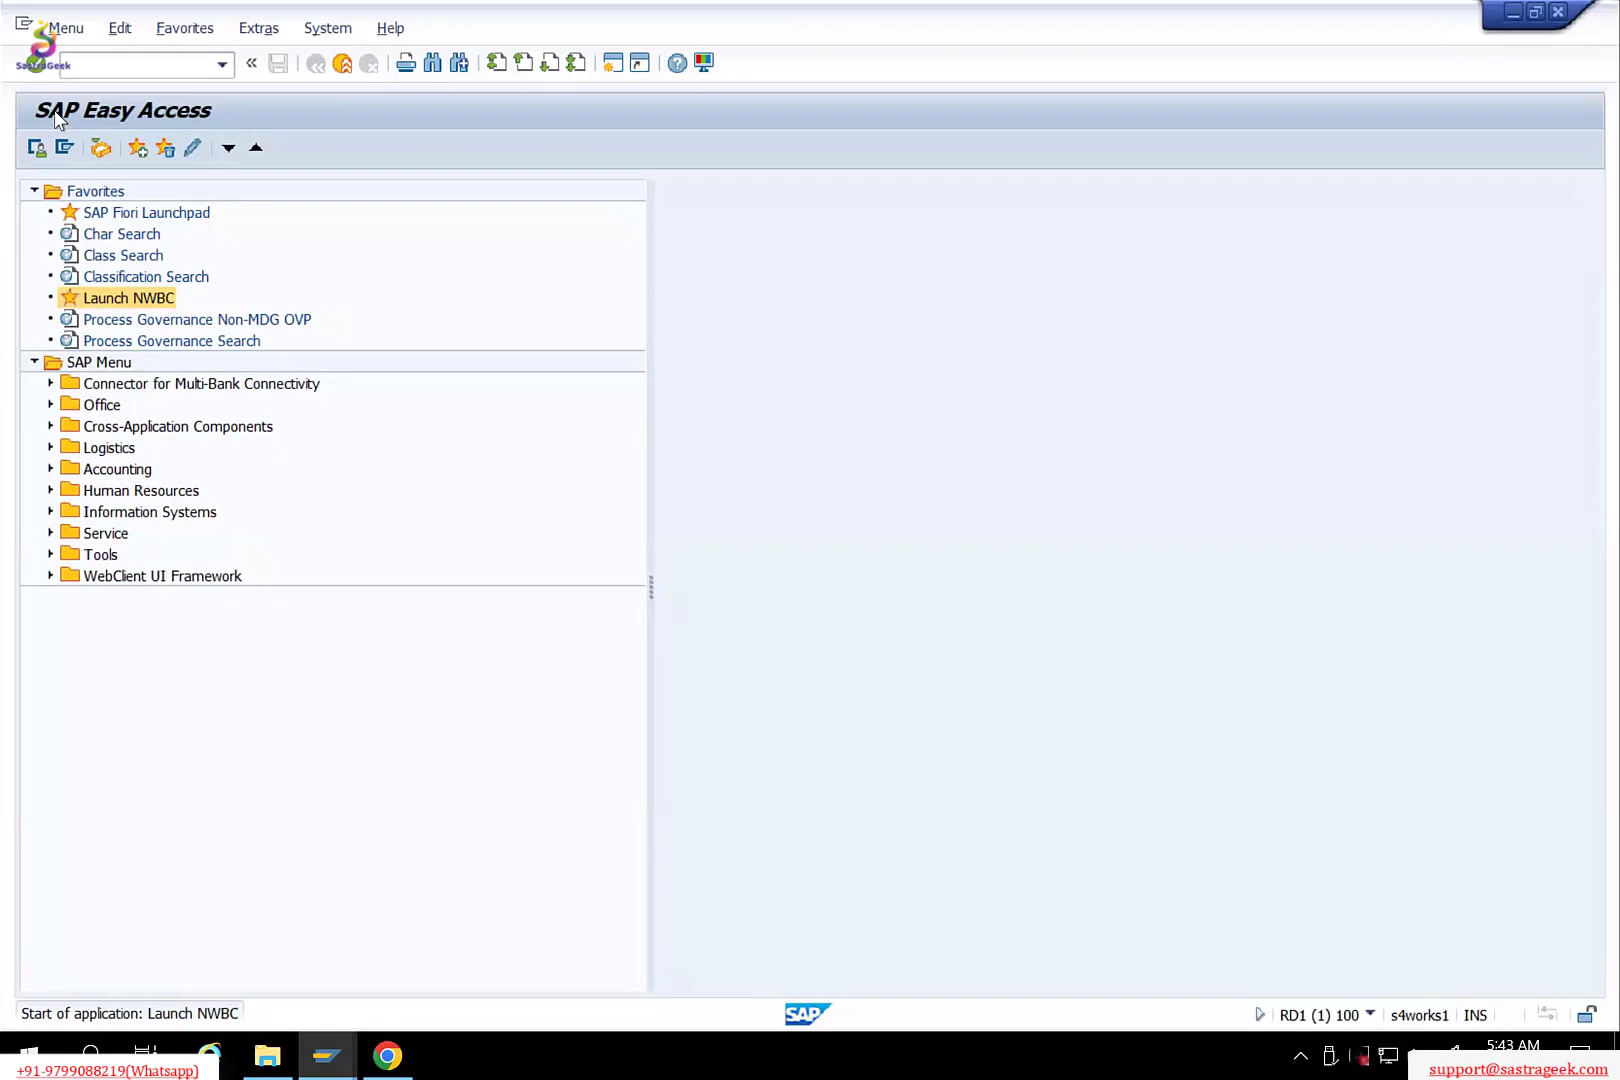 Menu Edit Favorites Extras System Help
SastraGeek
SAP Easy Access
Favorites
SAP Fiori Launchpad
Char Search
Class Search
Classification Search
Launch NWBC
Process Governance Non-MDG OVP
Process Governance Search
SAP Menu
Connector for Multi-Bank Connectivity
Office
Cross-Application Components
Logistics
Accounting
Human Resources
Information Systems
Service
Tools
WebClient UI Framework
Start of application: Launch NWBC
SAP
RD1 (1) 100 s4works1 INS
5:43 AM
+91-9799088219(Whatsapp)
support@sastrageek.com